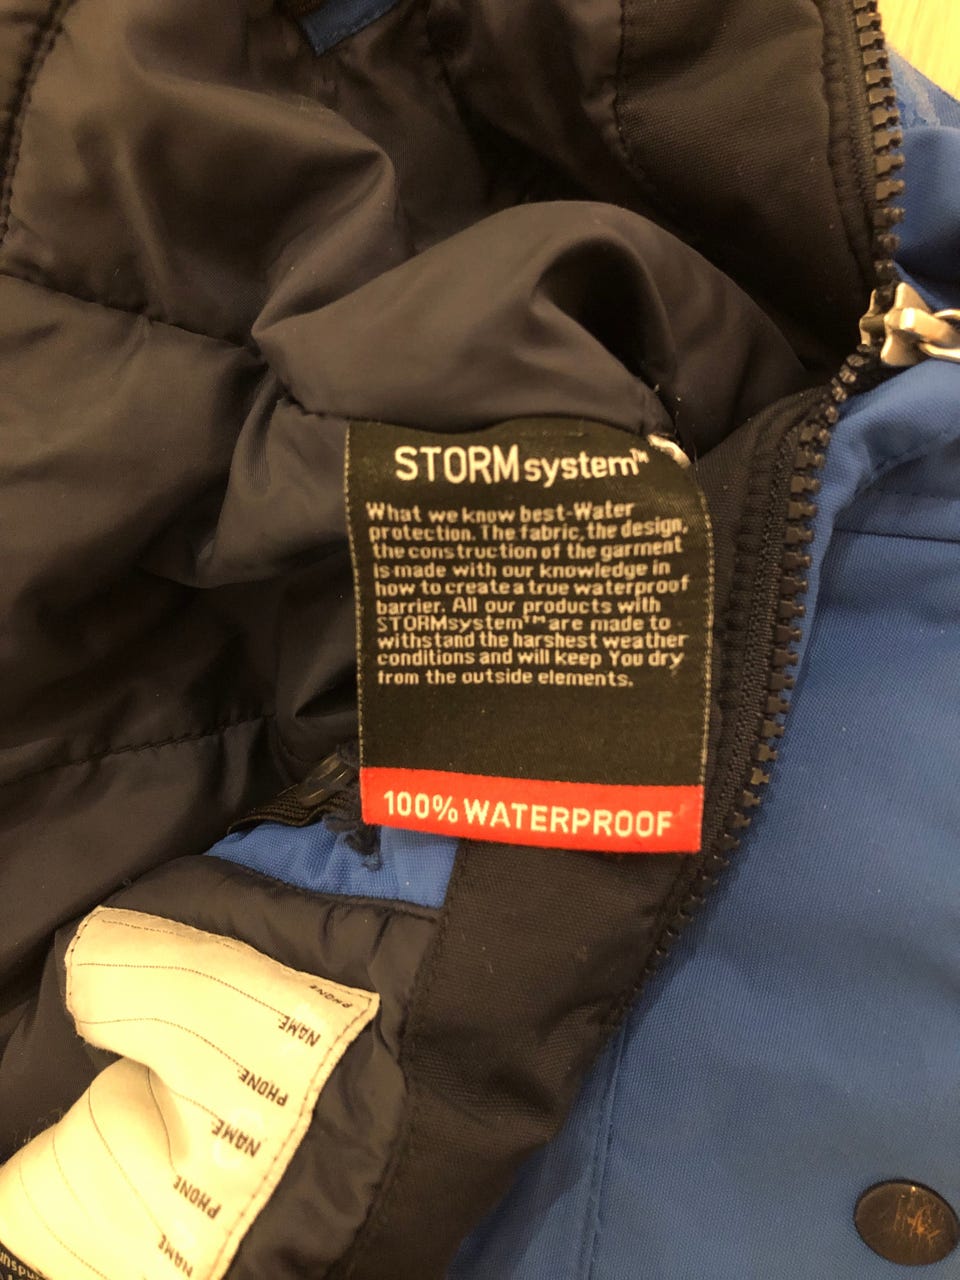 STORMsystem™
What we know best-Water
protection. The fabric, the design,
the construction of the garment
is made with our knowledge in
how to create a true waterproof
barrier. All our products with
STORMsystem™ are made to
withstand the harshest weather
conditions and will keep You dry
from the outside elements.
100% WATERPROOF
PHONE
NAME:
PHONE:
NAME:
PHONE
NAME